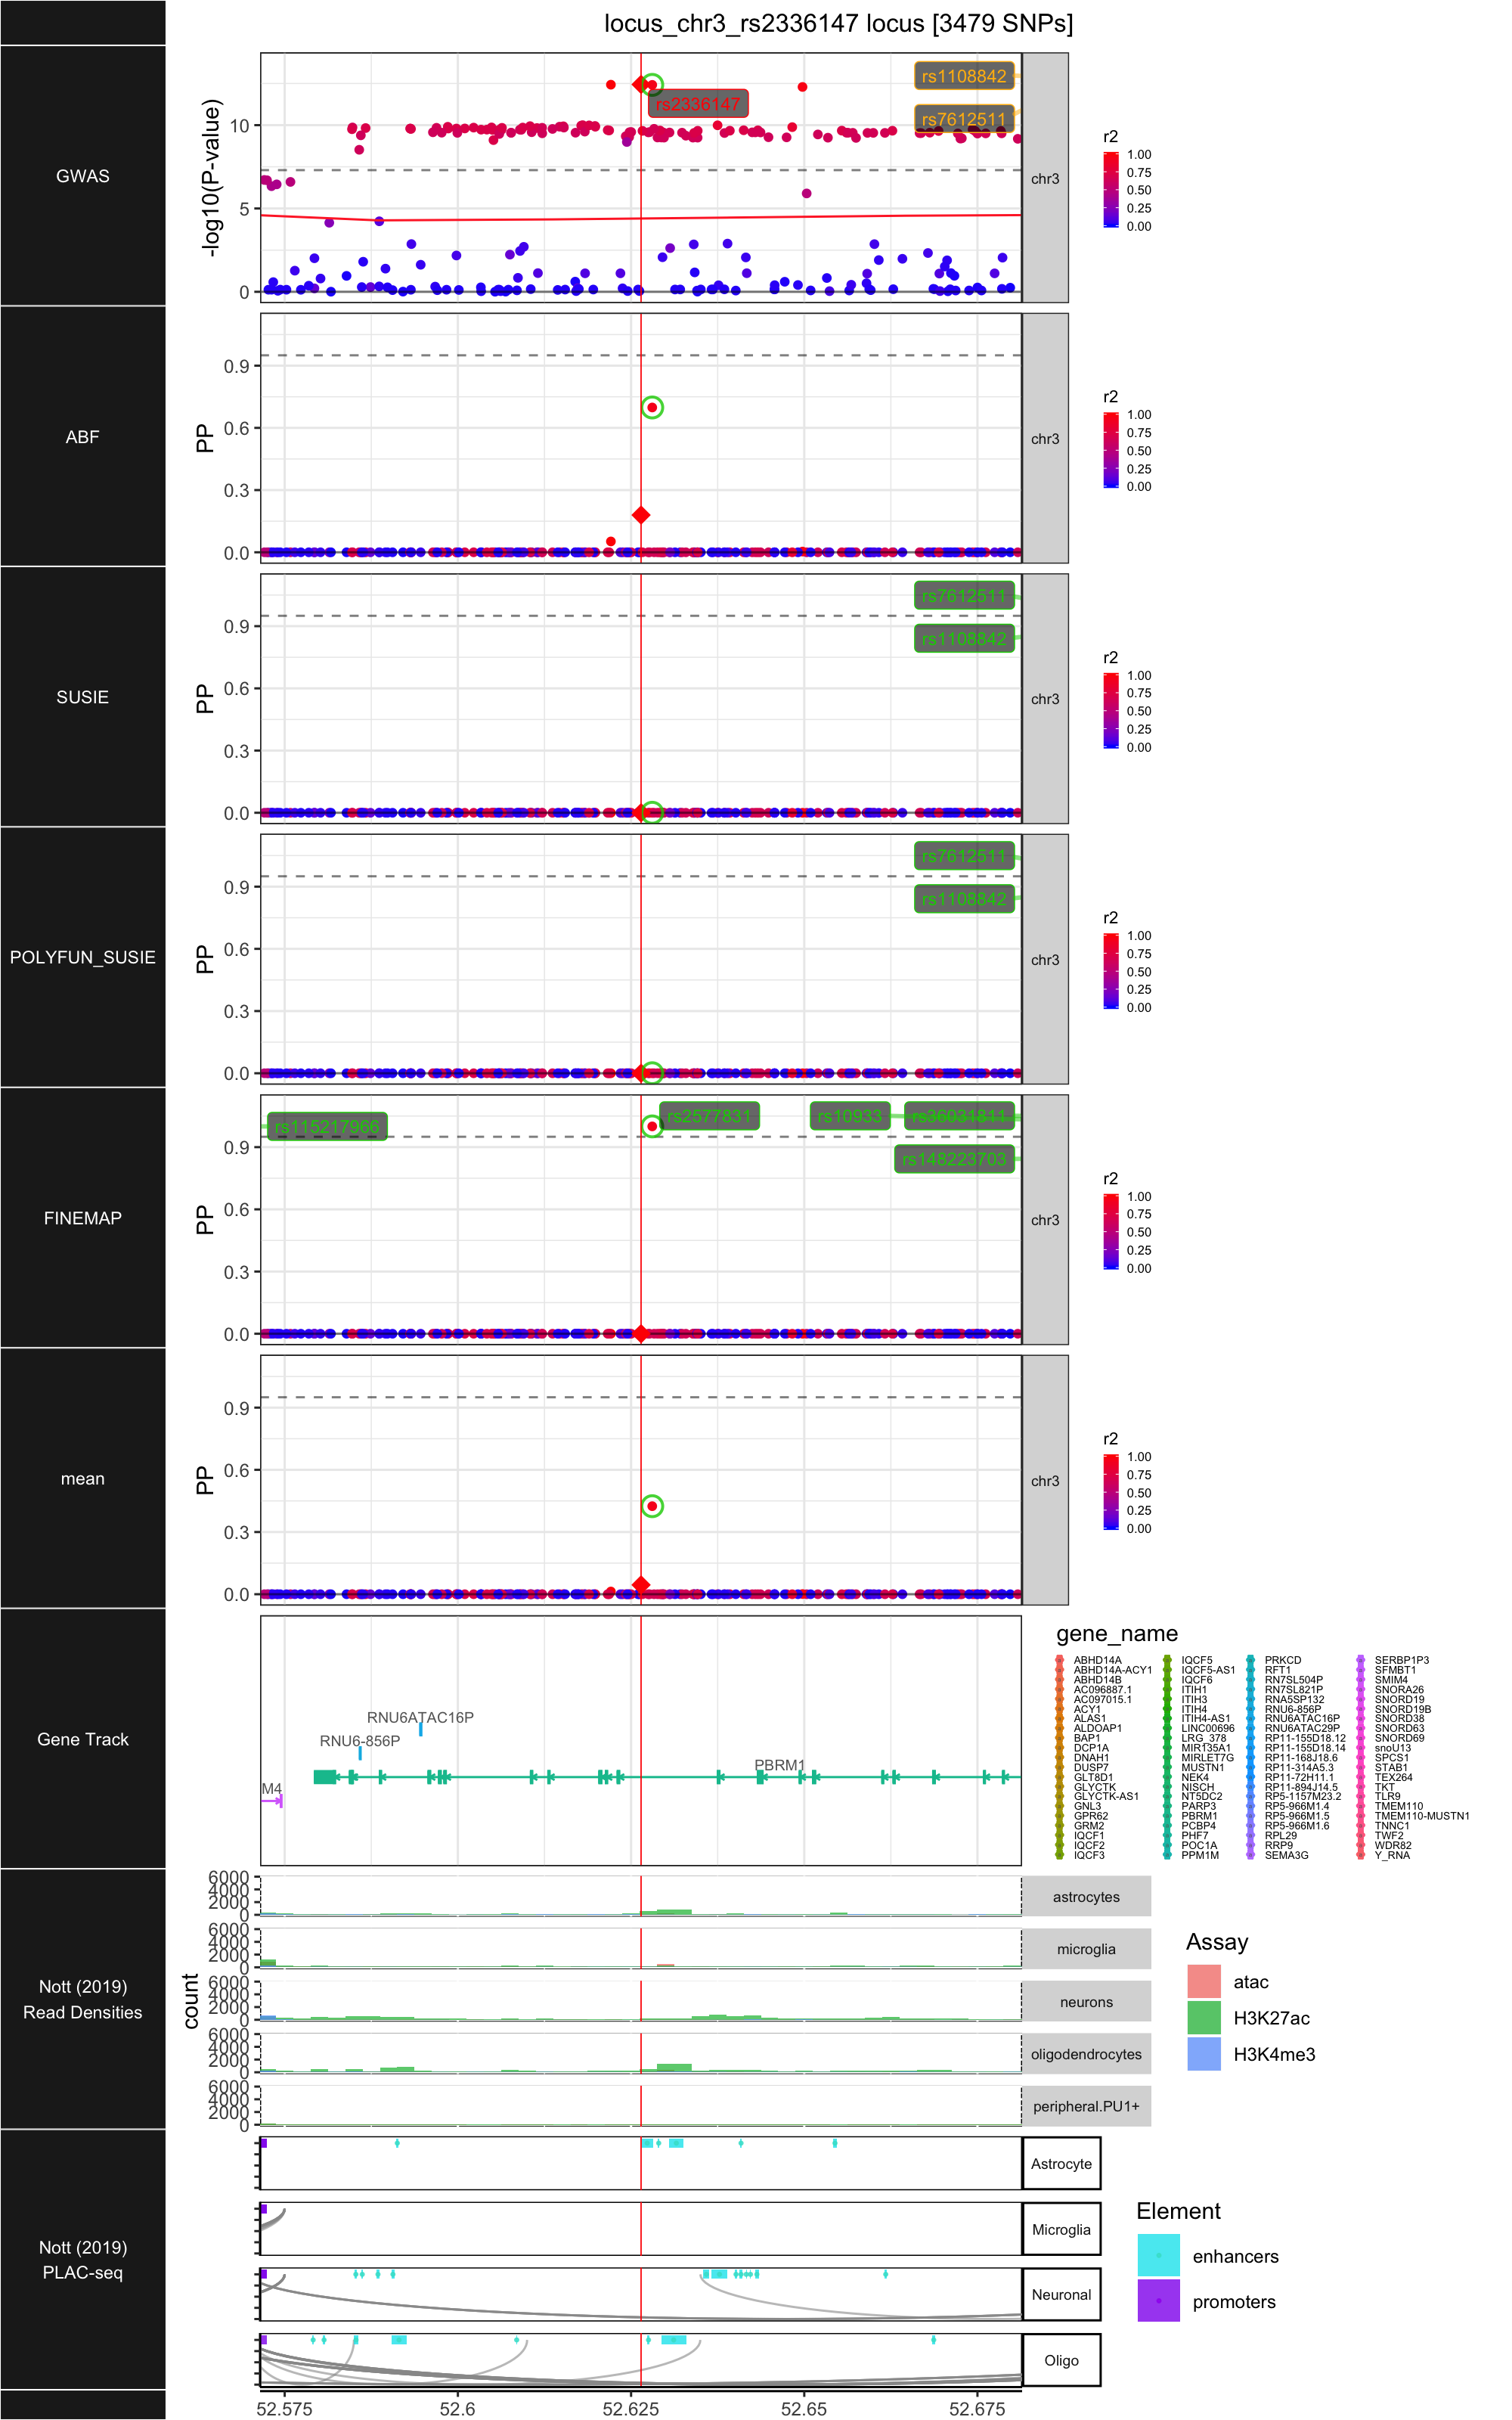 locus_chr3_rs2336147 locus [3479 SNPs]
GWAS
-log10(P-value)
10
5
0
rs2336147
rs1108842
rs7612511
chr3
r2
1.00
0.75
0.50
0.25
0.00
ABF
PP
0.9
0.6
0.3
0.0
chr3
r2
1.00
0.75
0.50
0.25
0.00
SUSIE
PP
0.9
0.6
0.3
0.0
rs7612511
rs1108842
chr3
r2
1.00
0.75
0.50
0.25
0.00
POLYFUN_SUSIE
PP
0.9
0.6
0.3
0.0
rs7612511
rs1108842
chr3
r2
1.00
0.75
0.50
0.25
0.00
FINEMAP
PP
0.9
0.6
0.3
0.0
rs115217966
rs2577831
rs10933
rs36031811
rs148223703
chr3
r2
1.00
0.75
0.50
0.25
0.00
mean
PP
0.9
0.6
0.3
0.0
chr3
r2
1.00
0.75
0.50
0.25
0.00
Gene Track
RNU6ATAC16P
RNU6-856P
PBRM1
M4
gene_name
ABHD14A
ABHD14A-ACY1
ABHD14B
AC096887.1
AC097015.1
ACY1
ALAS1
ALDOAP1
BAP1
DCP1A
DNAH1
DUSP7
GLT8D1
GLYCTK
GLYCTK-AS1
GNL3
GPR62
GRM2
IQCF1
IQCF2
IQCF3
IQCF5
IQCF5-AS1
IQCF6
ITIH1
ITIH3
ITIH4
ITIH4-AS1
LINC00696
LRG_378
MIR135A1
MIRLET7G
MUSTN1
NEK4
NISCH
NT5DC2
PARP3
PBRM1
PCBP4
PHF7
POC1A
PPM1M
PRKCD
RFT1
RN7SL504P
RN7SL821P
RNA5SP132
RNU6-856P
RNU6ATAC16P
RNU6ATAC29P
RP11-155D18.12
RP11-155D18.14
RP11-168J18.6
RP11-314A5.3
RP11-72H11.1
RP11-894J14.5
RP5-1157M23.2
RP5-966M1.4
RP5-966M1.5
RP5-966M1.6
RPL29
RRP9
SEMA3G
SERBP1P3
SFMBT1
SMIM4
SNORA26
SNORD19
SNORD19B
SNORD38
SNORD63
SNORD69
snoU13
SPCS1
STAB1
TEX264
TKT
TLR9
TMEM110
TMEM110-MUSTN1
TNNC1
TWF2
WDR82
Y_RNA
Nott (2019)
Read Densities
count
6000
4000
2000
0
astrocytes
6000
4000
2000
0
microglia
6000
4000
2000
0
neurons
6000
4000
2000
0
oligodendrocytes
6000
4000
2000
0
peripheral.PU1+
Assay
atac
H3K27ac
H3K4me3
Nott (2019)
PLAC-seq
Astrocyte
Microglia
Neuronal
Oligo
Element
enhancers
promoters
52.575
52.6
52.625
52.65
52.675